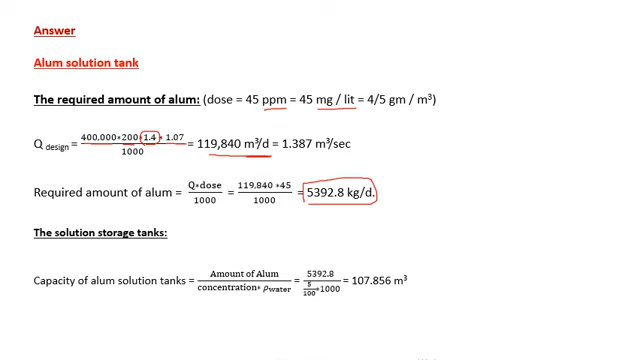 Answer
Alum solution tank
The required amount of alum: (dose = 45 ppm = 45 mg / lit = 4/5 gm / m³)
Q design = 400,000*200*1.4*1.07/1000 = 119,840 m³/d = 1.387 m³/sec
Required amount of alum = Q*dose/1000 = 119,840 *45/1000 = 5392.8 kg/d.
The solution storage tanks:
Capacity of alum solution tanks = Amount of Alum/concentration* ρwater = 5392.8/(5/100 *1000) = 107.856 m³